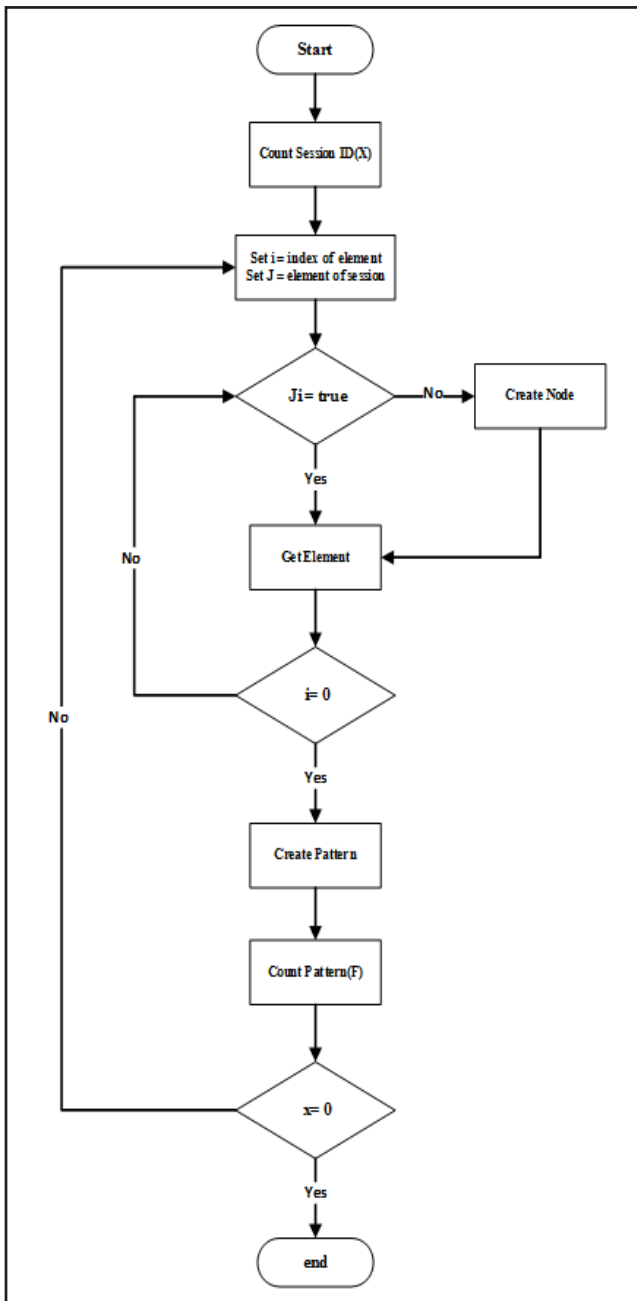 Start
Count Session ID(X)
Set i= index of element
Set J = element of session
Ji= true
No
Create Node
Yes
Get Element
No
i= 0
No
Yes
Create Pattern
Count Pattern(F)
x= 0
Yes
end